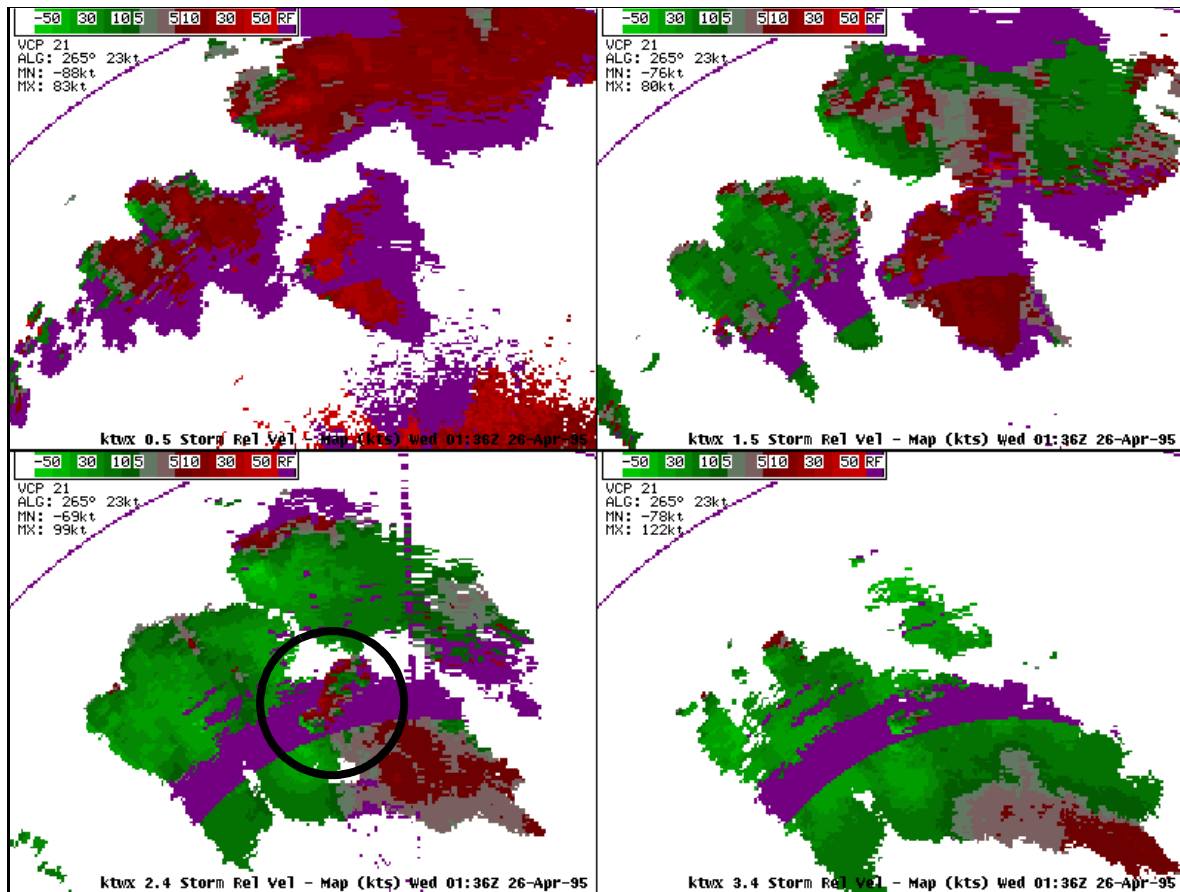 -50 30 10 5 5 10 30 50 RF
VCP 21
ALG: 265° 23kt
MN: -88kt
MX: 83kt
ktwx 0.5 Storm Rel Vel - Map (kts) Wed 01:36Z 26-Apr-95
-50 30 10 5 5 10 30 50 RF
VCP 21
ALG: 265° 23kt
MN: -76kt
MX: 80kt
ktwx 1.5 Storm Rel Vel - Map (kts) Wed 01:36Z 26-Apr-95
-50 30 10 5 5 10 30 50 RF
VCP 21
ALG: 265° 23kt
MN: -69kt
MX: 99kt
ktwx 2.4 Storm Rel Vel - Map (kts) Wed 01:36Z 26-Apr-95
-50 30 10 5 5 10 30 50 RF
VCP 21
ALG: 265° 23kt
MN: -78kt
MX: 122kt
ktwx 3.4 Storm Rel Vel - Map (kts) Wed 01:36Z 26-Apr-95